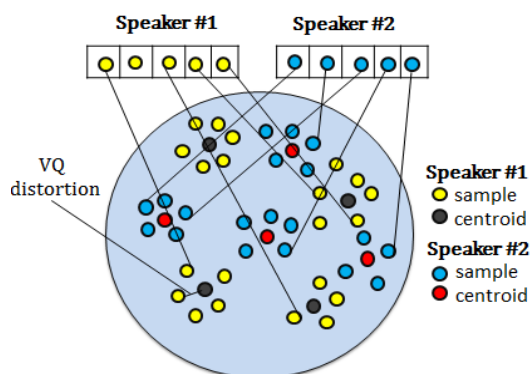 Speaker #1
Speaker #2
VQ
distortion
Speaker #1
sample
centroid
Speaker #2
sample
centroid